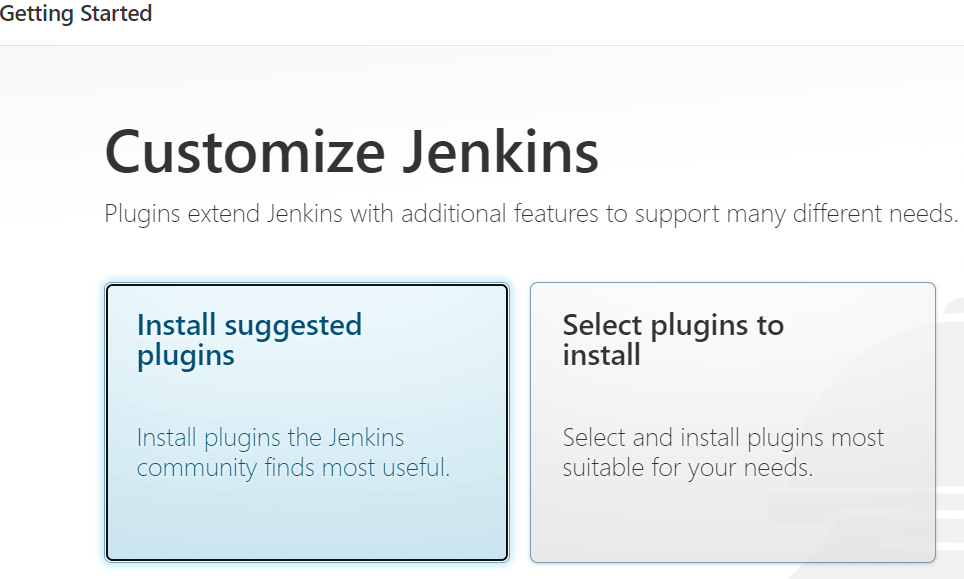 Getting Started
Customize Jenkins
Plugins extend Jenkins with additional features to support many different needs.
Install suggested
plugins
Install plugins the Jenkins
community finds most useful.
Select plugins to
install
Select and install plugins most
suitable for your needs.